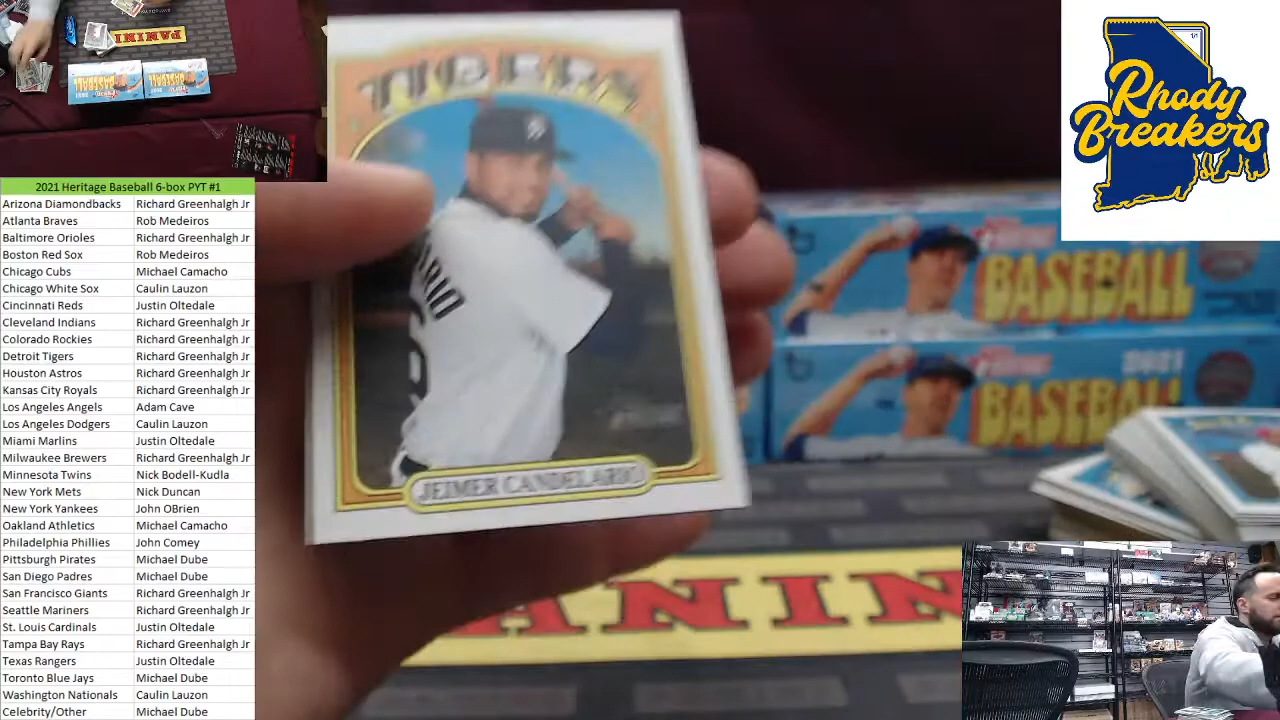 PANINI
BASEBALL
BASEBALL
2021 Heritage Baseball 6-box PYT #1
Arizona Diamondbacks Richard Greenhalgh Jr
Atlanta Braves Rob Medeiros
Baltimore Orioles Richard Greenhalgh Jr
Boston Red Sox Rob Medeiros
Chicago Cubs Michael Camacho
Chicago White Sox Caulin Lauzon
Cincinnati Reds Justin Oltedale
Cleveland Indians Richard Greenhalgh Jr
Colorado Rockies Richard Greenhalgh Jr
Detroit Tigers Richard Greenhalgh Jr
Houston Astros Richard Greenhalgh Jr
Kansas City Royals Richard Greenhalgh Jr
Los Angeles Angels Adam Cave
Los Angeles Dodgers Caulin Lauzon
Miami Marlins Justin Oltedale
Milwaukee Brewers Richard Greenhalgh Jr
Minnesota Twins Nick Bodell-Kudla
New York Mets Nick Duncan
New York Yankees John OBrien
Oakland Athletics Michael Camacho
Philadelphia Phillies John Comey
Pittsburgh Pirates Michael Dube
San Diego Padres Michael Dube
San Francisco Giants Richard Greenhalgh Jr
Seattle Mariners Richard Greenhalgh Jr
St. Louis Cardinals Justin Oltedale
Tampa Bay Rays Richard Greenhalgh Jr
Texas Rangers Justin Oltedale
Toronto Blue Jays Michael Dube
Washington Nationals Caulin Lauzon
Celebrity/Other Michael Dube
TIGERS
JEIMER CANDELARIO
1/1
Rhody
Breakers
Heritage
BASEBALL
Heritage 2021
BASEBALL
PANINI